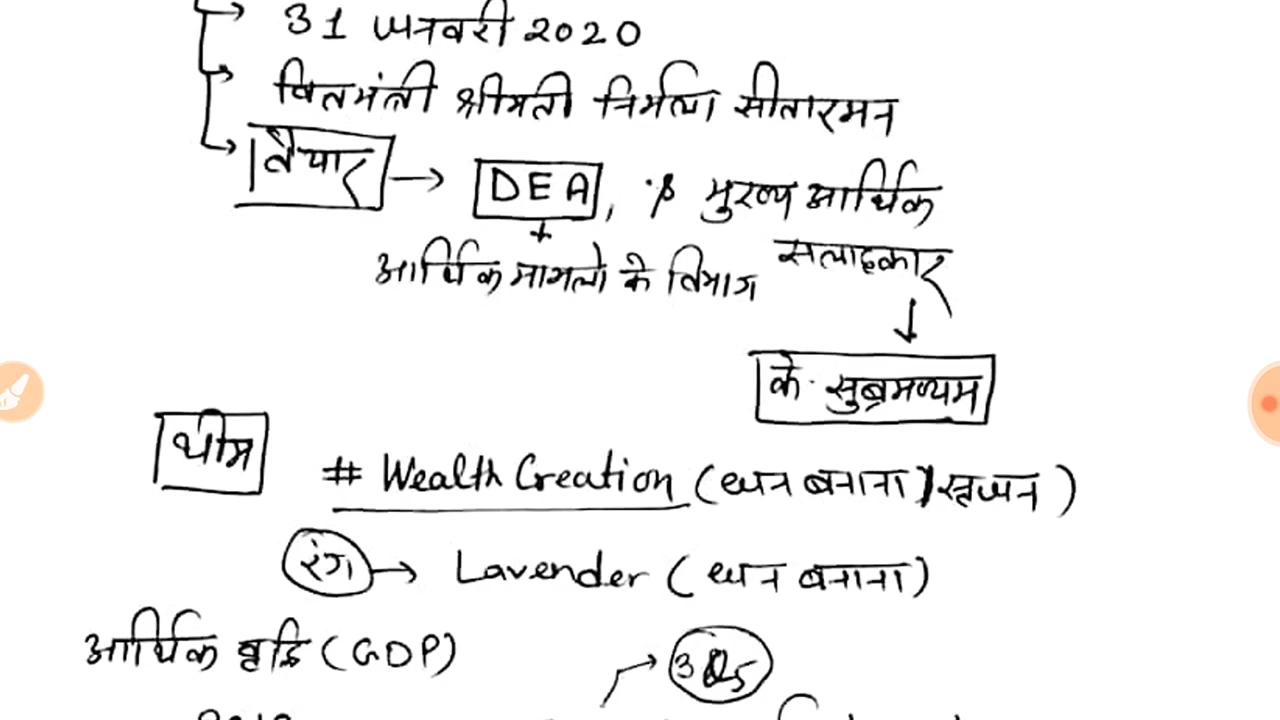 31 जनवरी 2020
वितमंत्री श्रीमती निर्मला सीतारमन
तैयार → DEA, मुख्य आर्थिक
सलाहकार
आर्थिक मामलो के विभाग
के. सुब्रमण्यम
थीम
# Wealth Creation (धन बनाना/सृजन)
रंग → Lavender (धन बनाना)
आर्थिक वृद्धि (GDP)